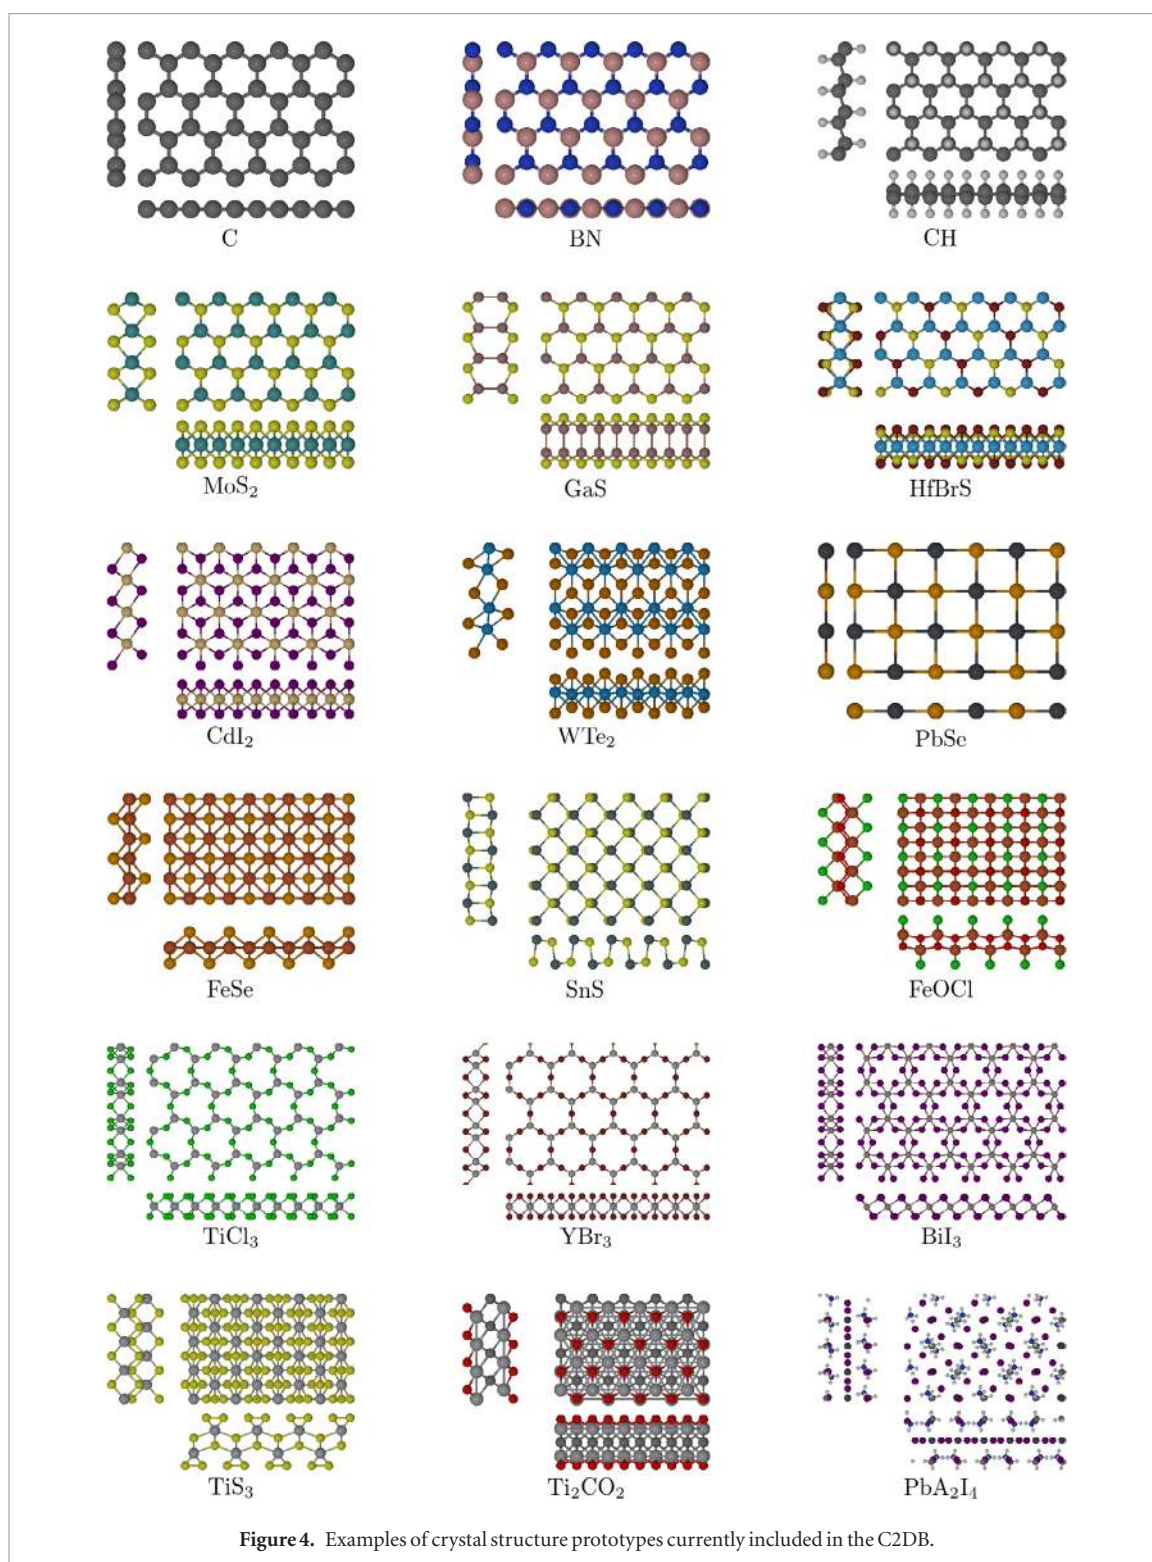 C BN CH
MoS₂ GaS HfBrS
CdI₂ WTe₂ PbSe
FeSe SnS FeOCl
TiCl₃ YBr₃ BiI₃
TiS₃ Ti₂CO₂ PbA₂I₄
Figure 4. Examples of crystal structure prototypes currently included in the C2DB.